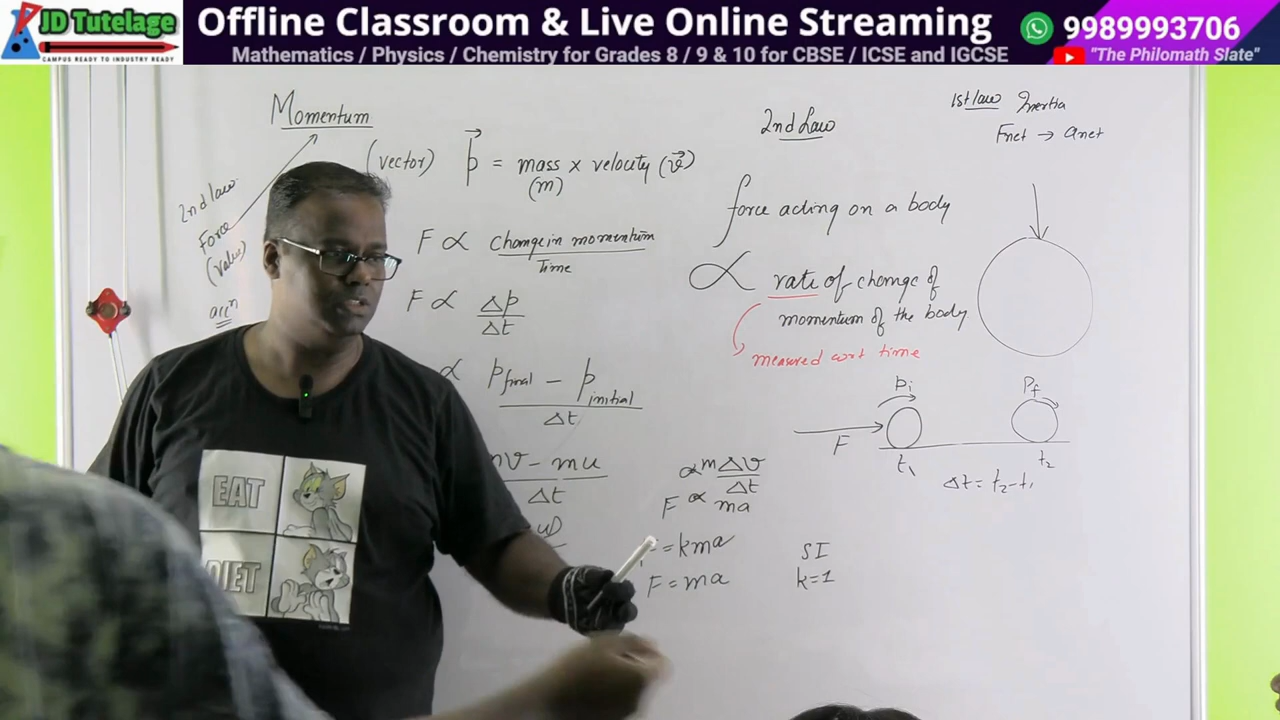 JD Tutelage
CAMPUS READY TO INDUSTRY READY
Offline Classroom & Live Online Streaming
9989993706
Mathematics / Physics / Chemistry for Grades 8 / 9 & 10 for CBSE / ICSE and IGCSE
"The Philomath Slate"
Momentum
(vector) p⃗ = mass x velocity (v⃗)
(m)
2nd law
Force
(value)
accⁿ
F ∝ change in momentum
Time
F ∝ Δp
Δt
∝ pfinal - pinitial
Δt
mv - mu
Δt
∝ mΔv
Δt
F ∝ ma
= kma
F = ma
SI
k=1
2nd Law
force acting on a body
∝ rate of change of
momentum of the body
measured wrt time
1st law Inertia
Fnet → anet
Pi
Pf
F
t₁
t₂
Δt = t₂-t₁
EAT
DIET